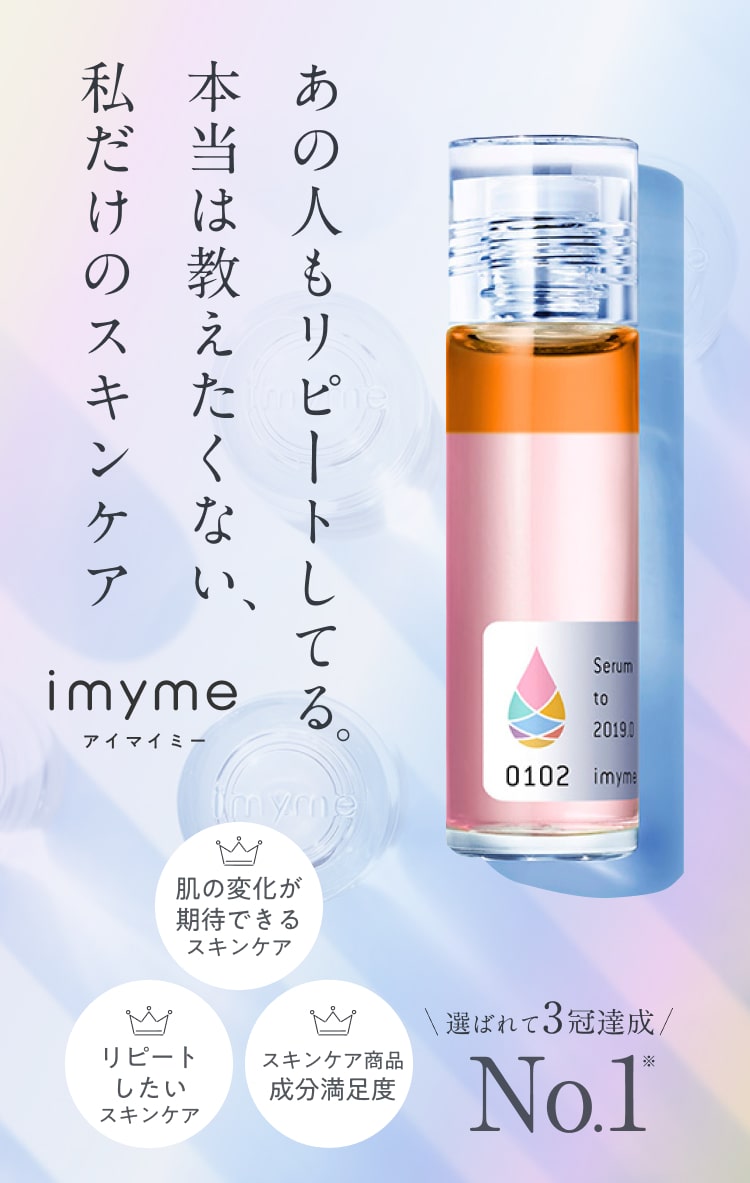 あの人もリピートしてる。
本当は教えたくない、
私だけのスキンケア
imyme
アイマイミー
imyme
imyme
Serum
to
2019.0
0102
imyme
肌の変化が
期待できる
スキンケア
リピート
したい
スキンケア
スキンケア商品
成分満足度
\ 選ばれて3冠達成 /
No.1※